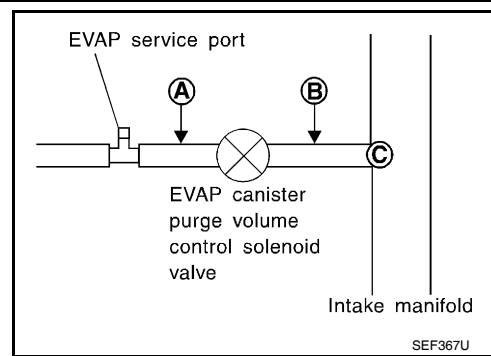 EVAP service port
A
B
C
EVAP canister
purge volume
control solenoid
valve
Intake manifold
SEF367U